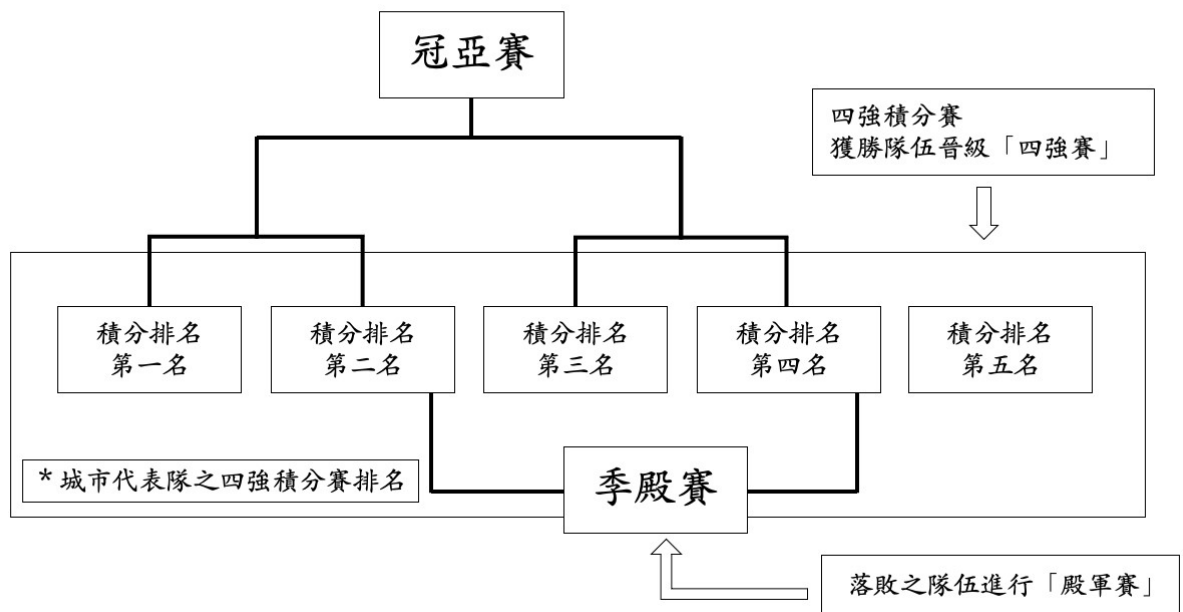 冠亞賽
四強積分賽
獲勝隊伍晉級「四強賽」
積分排名
第一名
積分排名
第二名
積分排名
第三名
積分排名
第四名
積分排名
第五名
*城市代表隊之四強積分賽排名
季殿賽
落敗之隊伍進行「殿軍賽」